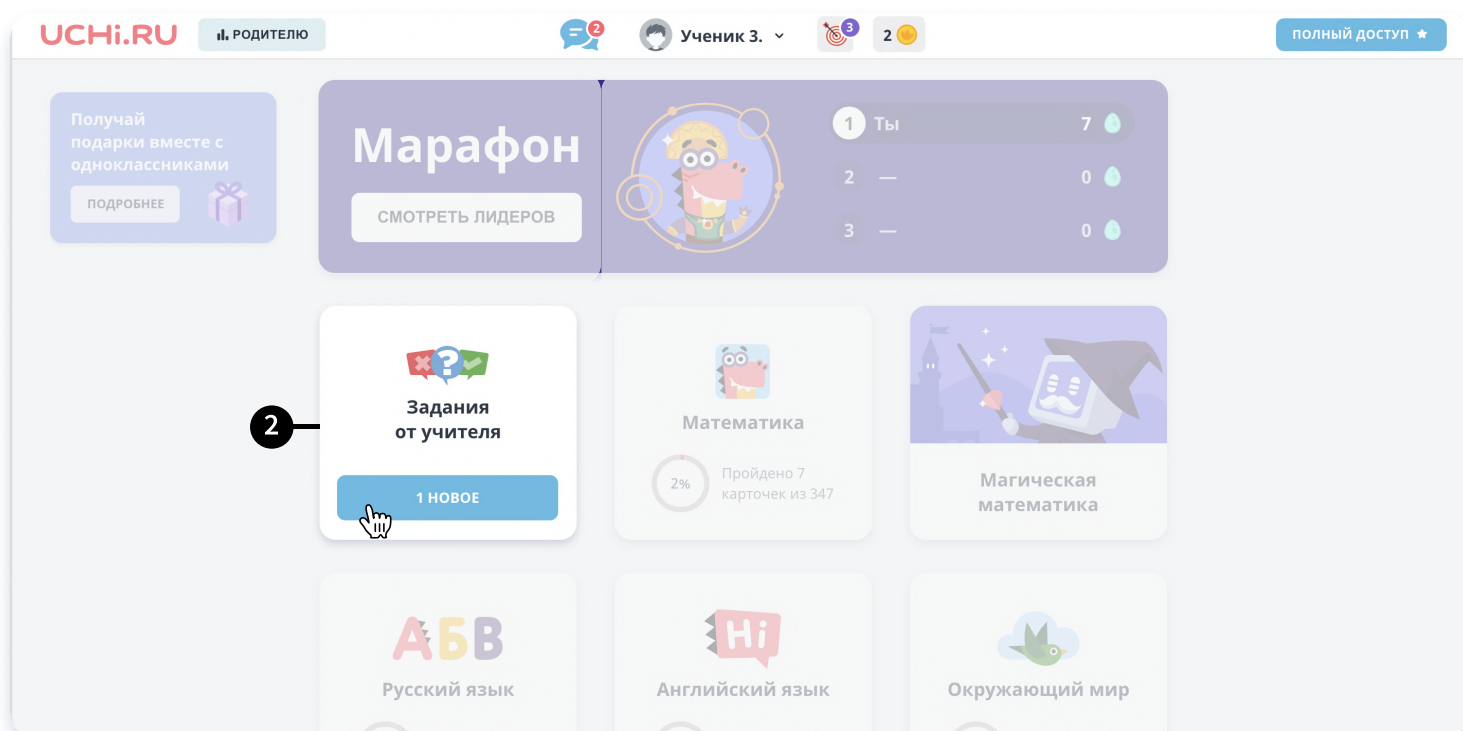 UCHi.RU
РОДИТЕЛЮ
2
Ученик 3.
3
2
ПОЛНЫЙ ДОСТУП
Получай
подарки вместе с
одноклассниками
ПОДРОБНЕЕ
Марафон
СМОТРЕТЬ ЛИДЕРОВ
1 Ты 7
2 — 0
3 — 0
2
Задания
от учителя
1 НОВОЕ
Математика
2%
Пройдено 7
карточек из 347
Магическая
математика
АБВ
Русский язык
Hi
Английский язык
Окружающий мир